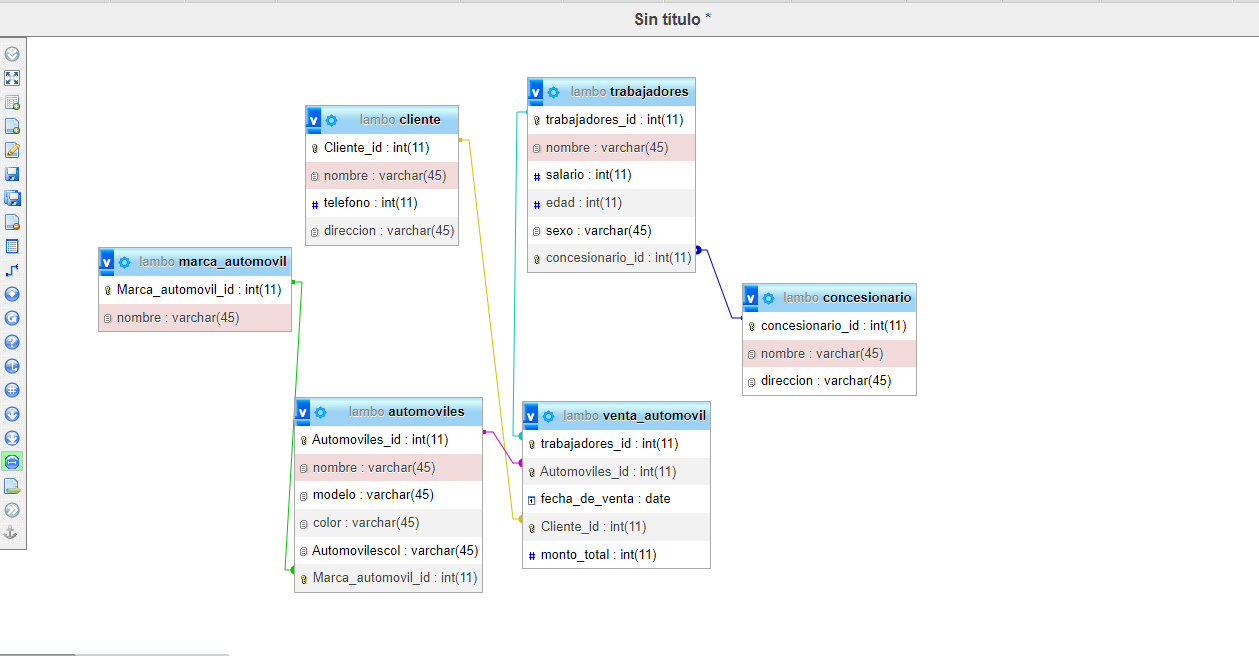 Sin título *
lambo trabajadores
trabajadores_id : int(11)
nombre : varchar(45)
salario : int(11)
edad : int(11)
sexo : varchar(45)
concesionario_id : int(11)
lambo cliente
Cliente_id : int(11)
nombre : varchar(45)
telefono : int(11)
direccion : varchar(45)
lambo marca_automovil
Marca_automovil_id : int(11)
nombre : varchar(45)
lambo concesionario
concesionario_id : int(11)
nombre : varchar(45)
direccion : varchar(45)
lambo automoviles
Automoviles_id : int(11)
nombre : varchar(45)
modelo : varchar(45)
color : varchar(45)
Automovilescol : varchar(45)
Marca_automovil_id : int(11)
lambo venta_automovil
trabajadores_id : int(11)
Automoviles_id : int(11)
fecha_de_venta : date
Cliente_id : int(11)
monto_total : int(11)